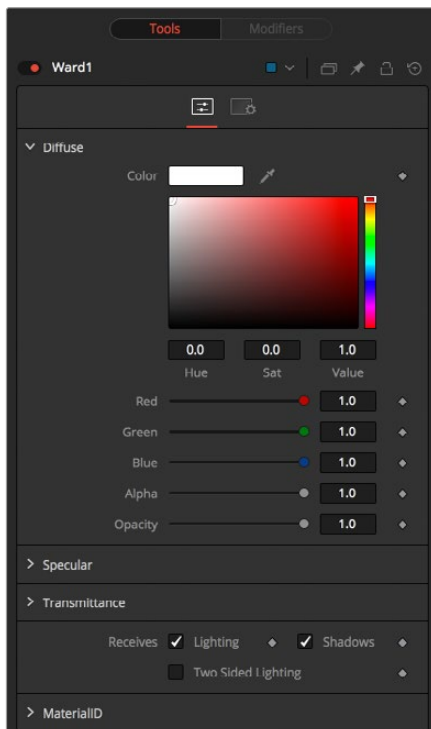 Tools Modifiers
Ward1
Diffuse
Color
0.0 0.0 1.0
Hue Sat Value
Red 1.0
Green 1.0
Blue 1.0
Alpha 1.0
Opacity 1.0
Specular
Transmittance
Receives Lighting Shadows
Two Sided Lighting
MaterialID